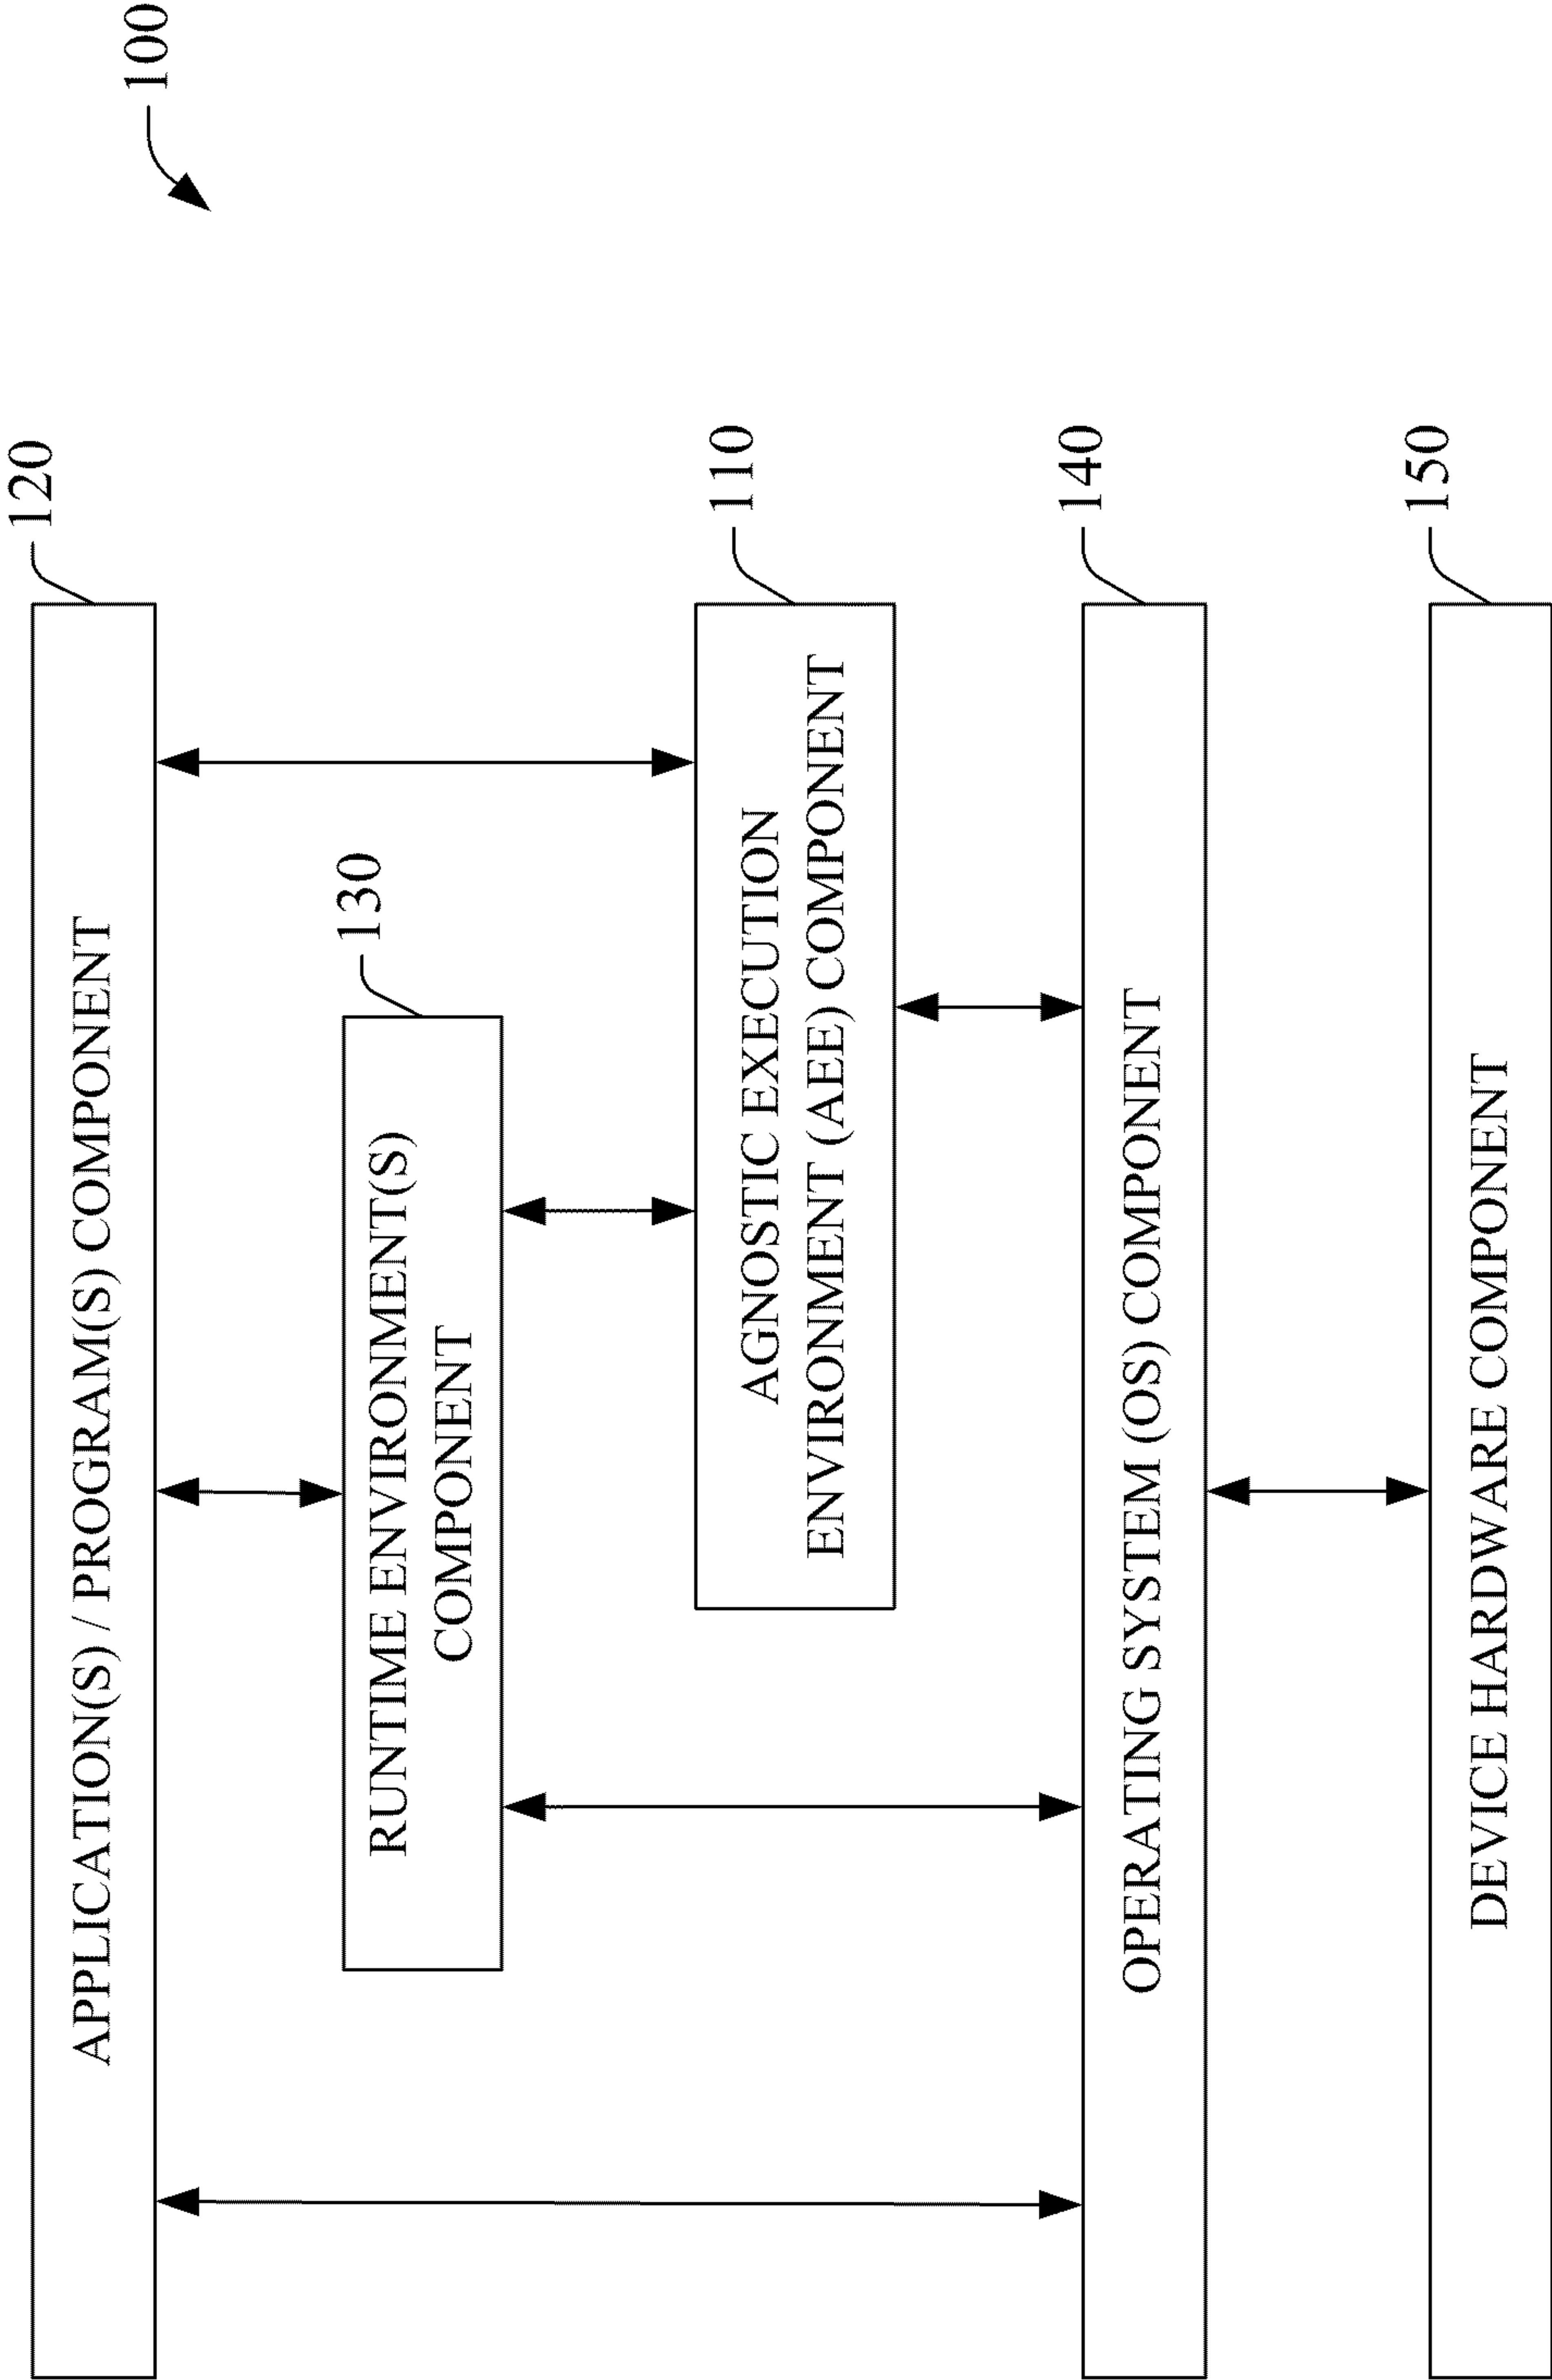 100
120
APPLICATION(S) / PROGRAM(S) COMPONENT
130
RUNTIME ENVIRONMENT(S)
COMPONENT
110
AGNOSTIC EXECUTION
ENVIRONMENT (AEE) COMPONENT
140
OPERATING SYSTEM (OS) COMPONENT
150
DEVICE HARDWARE COMPONENT